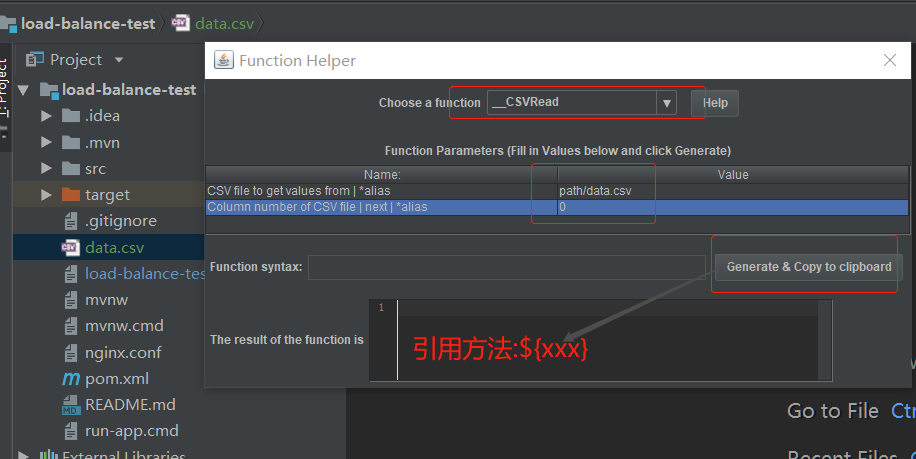 load-balance-test
data.csv
1: Project
Project
load-balance-test
.idea
.mvn
src
target
.gitignore
data.csv
load-balance-tes
mvnw
mvnw.cmd
nginx.conf
pom.xml
README.md
run-app.cmd
External Libraries
Function Helper
Choose a function
__CSVRead
Help
Function Parameters (Fill in Values below and click Generate)
Name:
Value
CSV file to get values from | *alias
path/data.csv
Column number of CSV file | next | *alias
0
Function syntax:
Generate & Copy to clipboard
The result of the function is
1
引用方法:${xxx}
Go to File Ctr
Recent Files